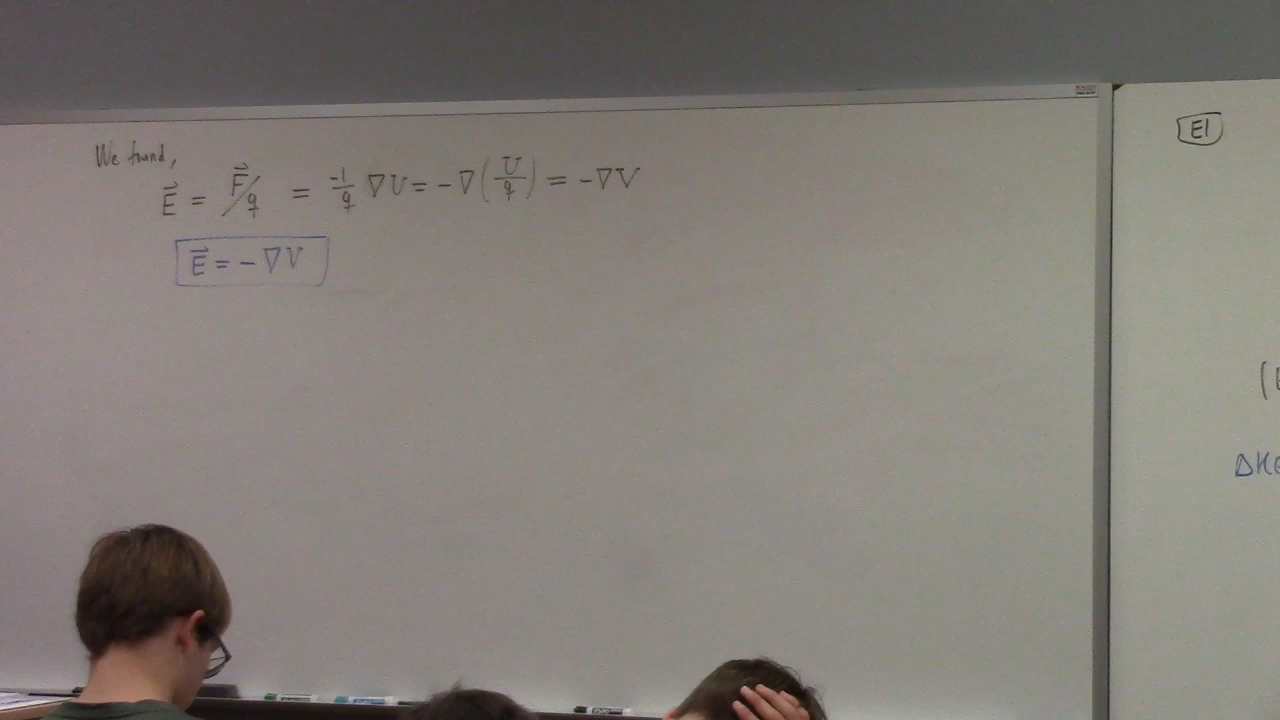 We found,
E⃗ = F⃗/q = -1/q ∇U = -∇(U/q) = -∇V
E⃗ = -∇V
E1
(
ΔK